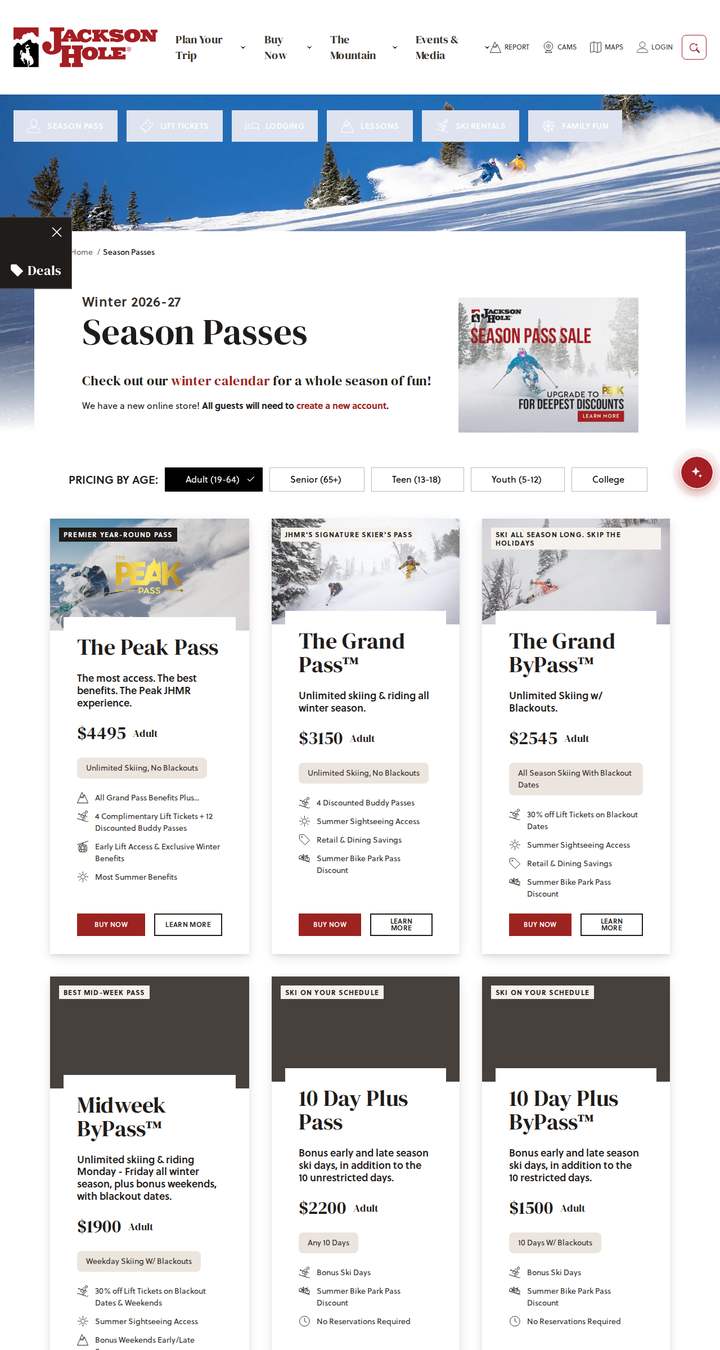 JACKSON HOLE®
Plan Your Trip
Buy Now
The Mountain
Events & Media
REPORT
CAMS
MAPS
LOGIN
SEASON PASS
LIFT TICKETS
LODGING
LESSONS
SKI RENTALS
FAMILY FUN
Deals
Home / Season Passes
Winter 2026-27
Season Passes
Check out our winter calendar for a whole season of fun!
We have a new online store! All guests will need to create a new account.
JACKSON HOLE
SEASON PASS SALE
UPGRADE TO PEAK
FOR DEEPEST DISCOUNTS
LEARN MORE
PRICING BY AGE:
Adult (19-64)
Senior (65+)
Teen (13-18)
Youth (5-12)
College
PREMIER YEAR-ROUND PASS
THE
PEAK
PASS
The Peak Pass
The most access. The best
benefits. The Peak JHMR
experience.
$4495 Adult
Unlimited Skiing, No Blackouts
All Grand Pass Benefits Plus...
4 Complimentary Lift Tickets + 12
Discounted Buddy Passes
Early Lift Access & Exclusive Winter
Benefits
Most Summer Benefits
BUY NOW
LEARN MORE
JHMR'S SIGNATURE SKIER'S PASS
The Grand
Pass™
Unlimited skiing & riding all
winter season.
$3150 Adult
Unlimited Skiing, No Blackouts
4 Discounted Buddy Passes
Summer Sightseeing Access
Retail & Dining Savings
Summer Bike Park Pass
Discount
BUY NOW
LEARN
MORE
SKI ALL SEASON LONG. SKIP THE
HOLIDAYS
The Grand
ByPass™
Unlimited Skiing w/
Blackouts.
$2545 Adult
All Season Skiing With Blackout
Dates
30% off Lift Tickets on Blackout
Dates
Summer Sightseeing Access
Retail & Dining Savings
Summer Bike Park Pass
Discount
BUY NOW
LEARN
MORE
BEST MID-WEEK PASS
Midweek
ByPass™
Unlimited skiing & riding
Monday - Friday all winter
season, plus bonus weekends,
with blackout dates.
$1900 Adult
Weekday Skiing W/ Blackouts
30% off Lift Tickets on Blackout
Dates & Weekends
Summer Sightseeing Access
Bonus Weekends Early/Late
SKI ON YOUR SCHEDULE
10 Day Plus
Pass
Bonus early and late season
ski days, in addition to the
10 unrestricted days.
$2200 Adult
Any 10 Days
Bonus Ski Days
Summer Bike Park Pass
Discount
No Reservations Required
SKI ON YOUR SCHEDULE
10 Day Plus
ByPass™
Bonus early and late season
ski days, in addition to the
10 restricted days.
$1500 Adult
10 Days W/ Blackouts
Bonus Ski Days
Summer Bike Park Pass
Discount
No Reservations Required